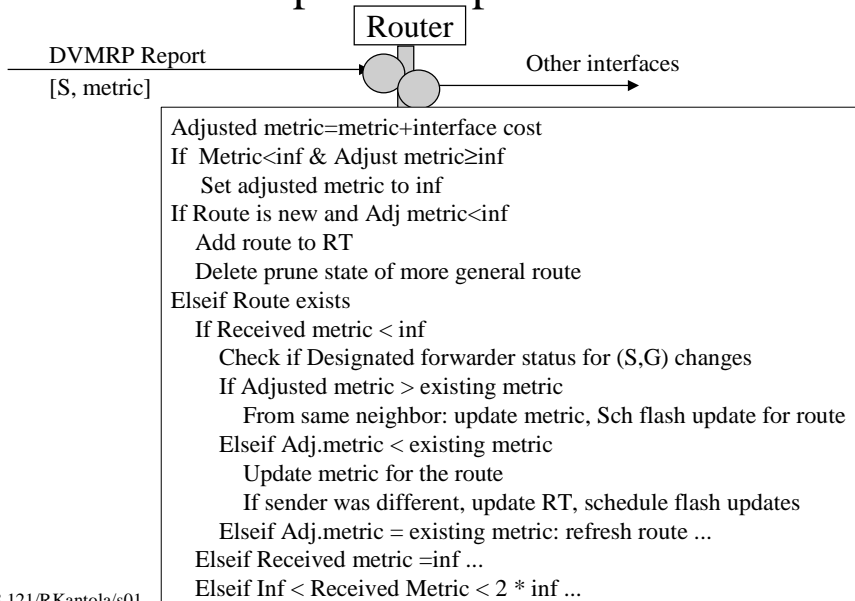 Router
DVMRP Report
Other interfaces
[S, metric]
Adjusted metric=metric+interface cost
If Metric<inf & Adjust metric≥inf
Set adjusted metric to inf
If Route is new and Adj metric<inf
Add route to RT
Delete prune state of more general route
Elseif Route exists
If Received metric < inf
Check if Designated forwarder status for (S,G) changes
If Adjusted metric > existing metric
From same neighbor: update metric, Sch flash update for route
Elseif Adj.metric < existing metric
Update metric for the route
If sender was different, update RT, schedule flash updates
Elseif Adj.metric = existing metric: refresh route ...
Elseif Received metric =inf ...
Elseif Inf < Received Metric < 2 * inf ...
121/RKantola/s01